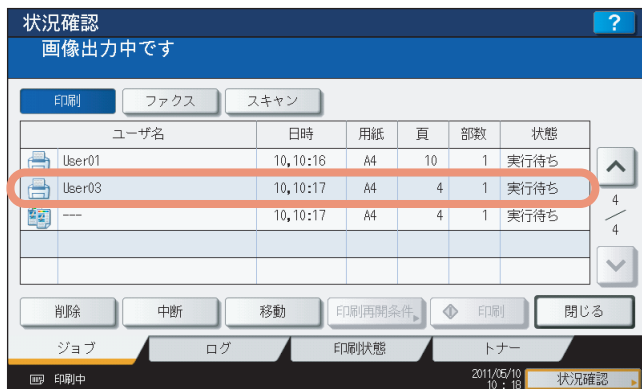 状況確認 ?
画像出力中です
印刷 ファクス スキャン
ユーザ名 日時 用紙 頁 部数 状態
User01 10,10:16 A4 10 1 実行待ち
User03 10,10:17 A4 4 1 実行待ち
--- 10,10:17 A4 4 1 実行待ち
4
4
削除 中断 移動 印刷再開条件 印刷 閉じる
ジョブ ログ 印刷状態 トナー
印刷中 2011/05/10
10:18 状況確認